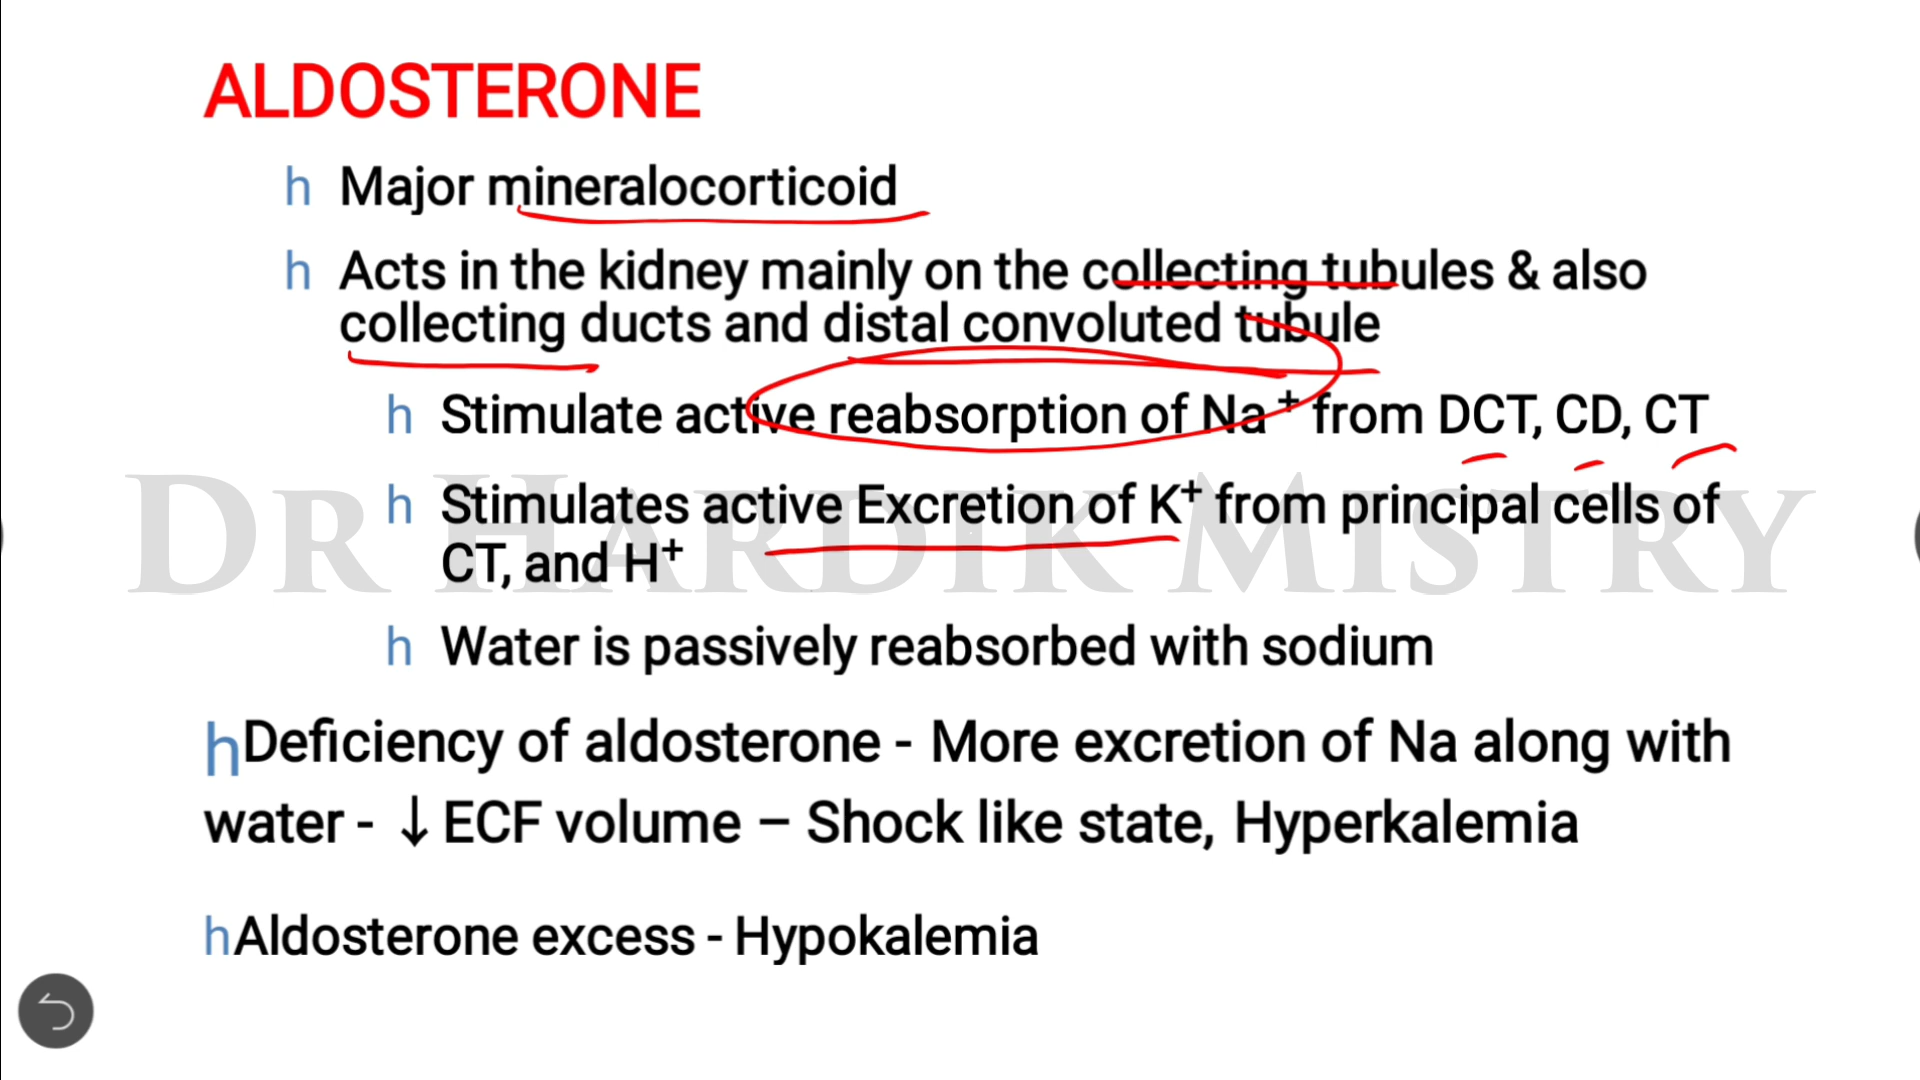 ALDOSTERONE
h Major mineralocorticoid
h Acts in the kidney mainly on the collecting tubules & also
collecting ducts and distal convoluted tubule
h Stimulate active reabsorption of Na⁺ from DCT, CD, CT
h Stimulates active Excretion of K⁺ from principal cells of
CT, and H⁺
DR HARDIK MISTRY
h Water is passively reabsorbed with sodium
hDeficiency of aldosterone - More excretion of Na along with
water - ↓ ECF volume – Shock like state, Hyperkalemia
hAldosterone excess - Hypokalemia